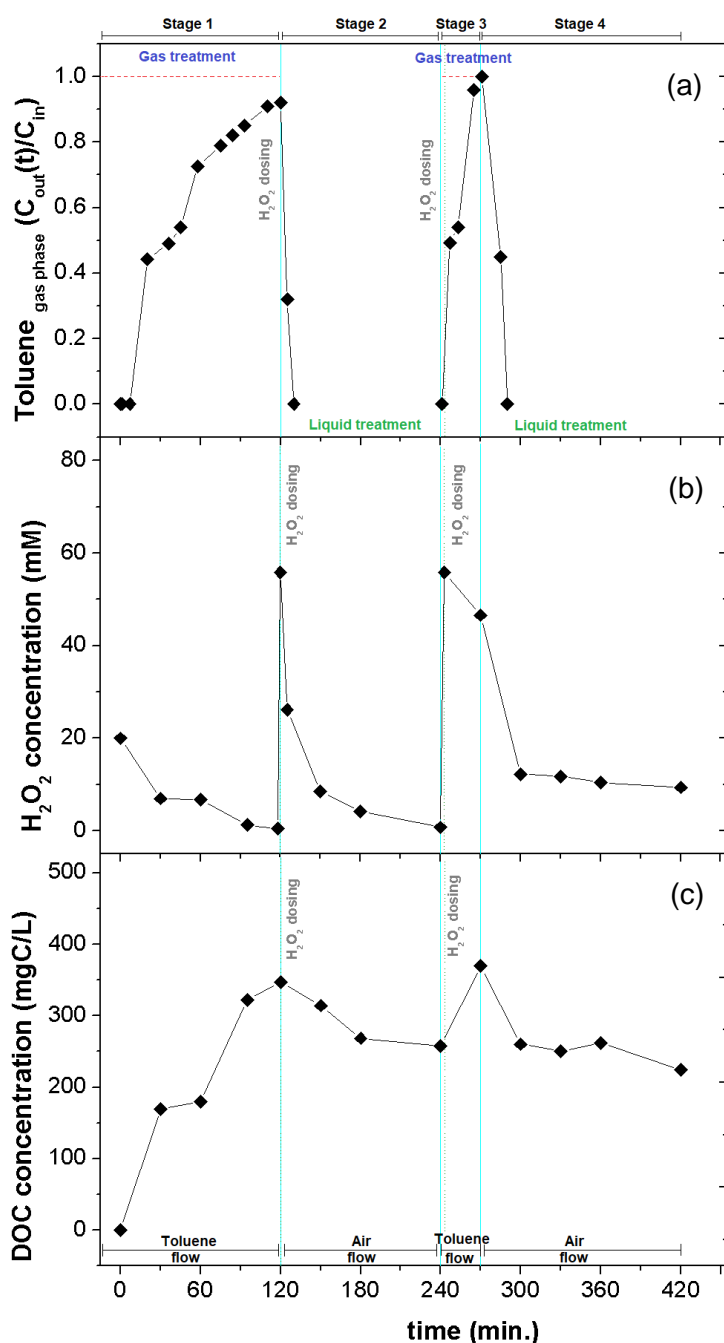 Stage 1 Stage 2 Stage 3 Stage 4
Gas treatment Gas treatment
(a)
Toluene gas phase (C_out(t)/C_in)
1.0
0.8
0.6
0.4
0.2
0.0
H₂O₂ dosing
H₂O₂ dosing
Liquid treatment Liquid treatment
(b)
H₂O₂ concentration (mM)
80
60
40
20
0
H₂O₂ dosing
H₂O₂ dosing
(c)
DOC concentration (mgC/L)
500
400
300
200
100
0
H₂O₂ dosing
H₂O₂ dosing
Toluene flow
Air flow
Toluene flow
Air flow
0 60 120 180 240 300 360 420
time (min.)